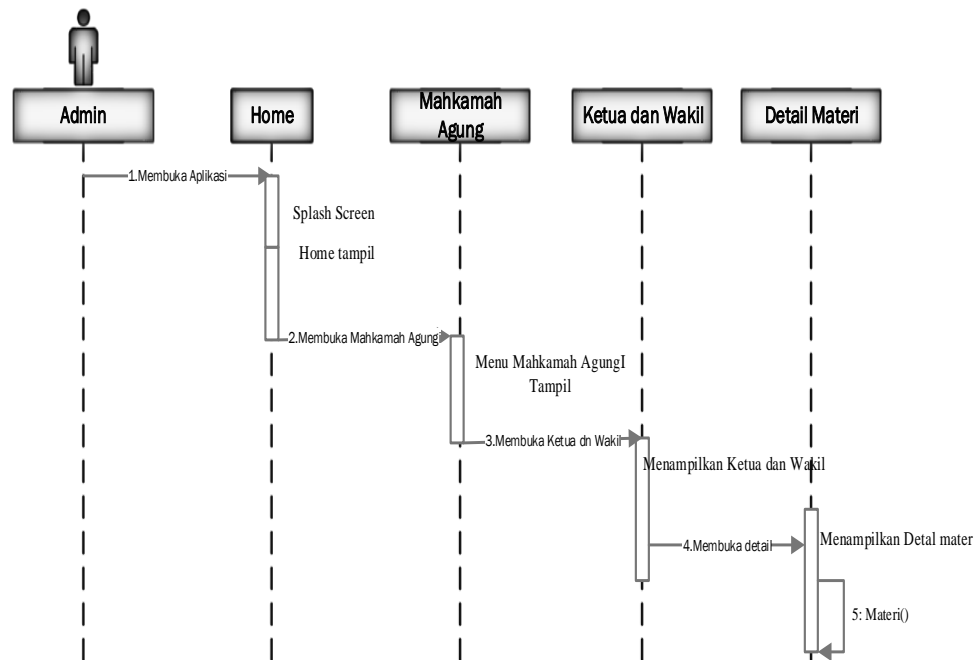 Admin
Home
Mahkamah
Agung
Ketua dan Wakil
Detail Materi
1.Membuka Aplikasi
Splash Screen
Home tampil
2.Membuka Mahkamah Agung
Menu Mahkamah AgungI
Tampil
3.Membuka Ketua dn Wakil
Menampilkan Ketua dan Wakil
4.Membuka detail
Menampilkan Detal mater
5: Materi()